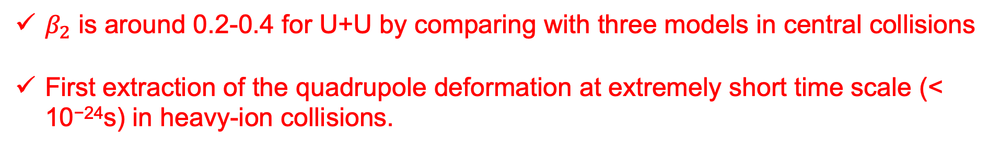 ✓ β₂ is around 0.2-0.4 for U+U by comparing with three models in central collisions
✓ First extraction of the quadrupole deformation at extremely short time scale (<
10⁻²⁴s) in heavy-ion collisions.